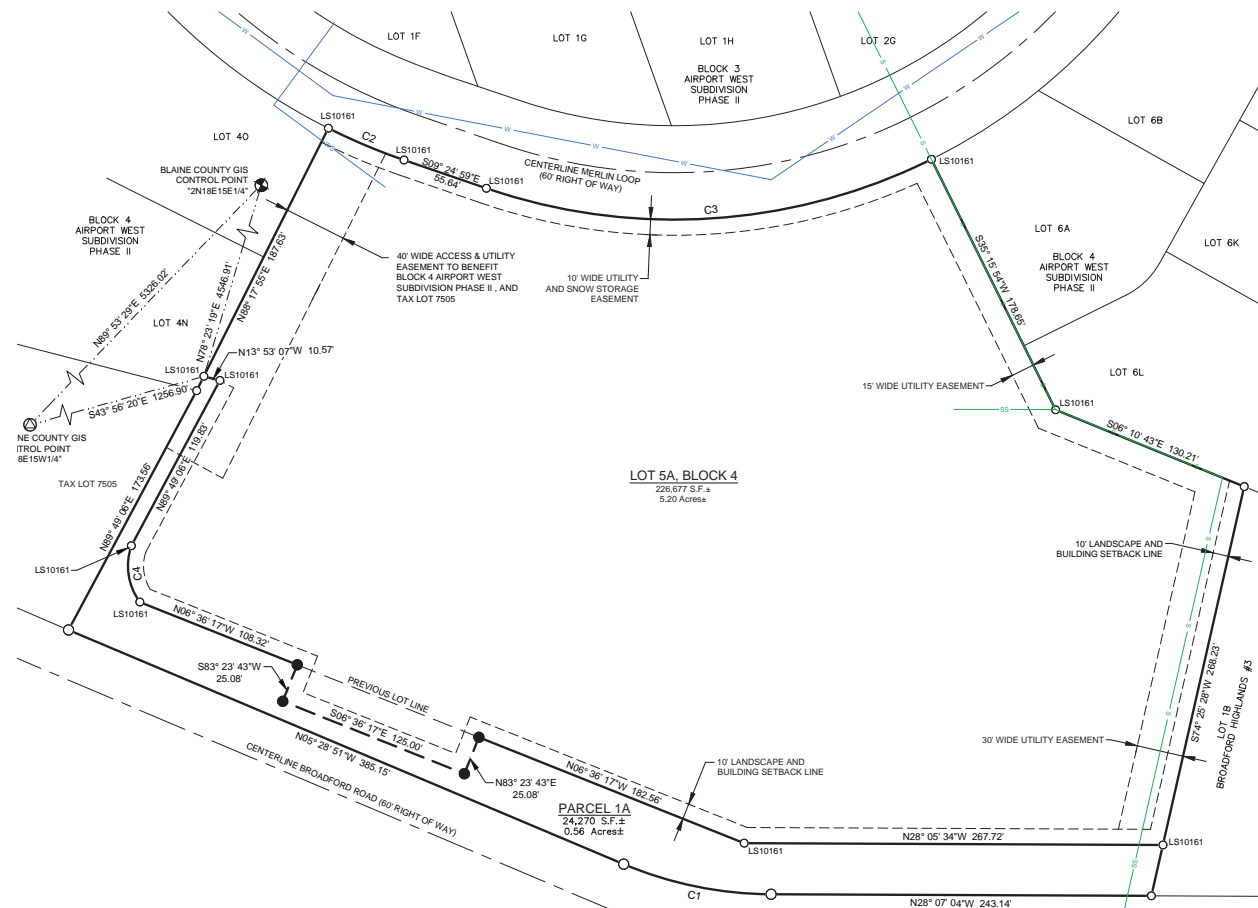 LOT 1F
LOT 1G
LOT 1H
LOT 2G
BLOCK 3
AIRPORT WEST
SUBDIVISION
PHASE II
W
W
S
W
W
W
W
S
LOT 6B
LS10161
C2
LOT 4O
LS10161
S09° 24' 59"E
55.64'
LS10161
CENTERLINE MERLIN LOOP
(60' RIGHT OF WAY)
LS10161
BLAINE COUNTY GIS
CONTROL POINT
"2N18E15E1/4"
C3
BLOCK 4
AIRPORT WEST
SUBDIVISION
PHASE II
LOT 6A
LOT 6K
BLOCK 4
AIRPORT WEST
SUBDIVISION
PHASE II
40' WIDE ACCESS & UTILITY
EASEMENT TO BENEFIT
BLOCK 4 AIRPORT WEST
SUBDIVISION PHASE II , AND
TAX LOT 7505
10' WIDE UTILITY
AND SNOW STORAGE
EASEMENT
N88° 17' 55"E 187.63'
N78° 23' 19"E 4546.91'
N89° 53' 29"E 5326.02'
S35° 15' 54"W 178.65'
S
S
LOT 4N
N13° 53' 07"W 10.57'
LS10161
LS10161
S43° 56' 20"E 1256.90'
15' WIDE UTILITY EASEMENT
LOT 6L
LS10161
SS
S06° 10' 43"E 130.21'
S
NE COUNTY GIS
TROL POINT
8E15W1/4"
TAX LOT 7505
N89° 49' 06"E 119.83'
N89° 49' 06"E 173.56'
LOT 5A, BLOCK 4
226,677 S.F.±
5.20 Acres±
S
10' LANDSCAPE AND
BUILDING SETBACK LINE
LS10161
C4
LS10161
N06° 36' 17"W 108.32'
S
S74° 25' 28"W 268.23'
LOT 1B
BROADFORD HIGHLANDS #3
S83° 23' 43"W
25.08'
PREVIOUS LOT LINE
S06° 36' 17"E 125.00'
N05° 28' 51"W 385.15'
CENTERLINE BROADFORD ROAD (60' RIGHT OF WAY)
S
30' WIDE UTILITY EASEMENT
N83° 23' 43"E
25.08'
N06° 36' 17"W 182.56'
10' LANDSCAPE AND
BUILDING SETBACK LINE
PARCEL 1A
24,270 S.F.±
0.56 Acres±
LS10161
N28° 05' 34"W 267.72'
LS10161
SS
C1
N28° 07' 04"W 243.14'